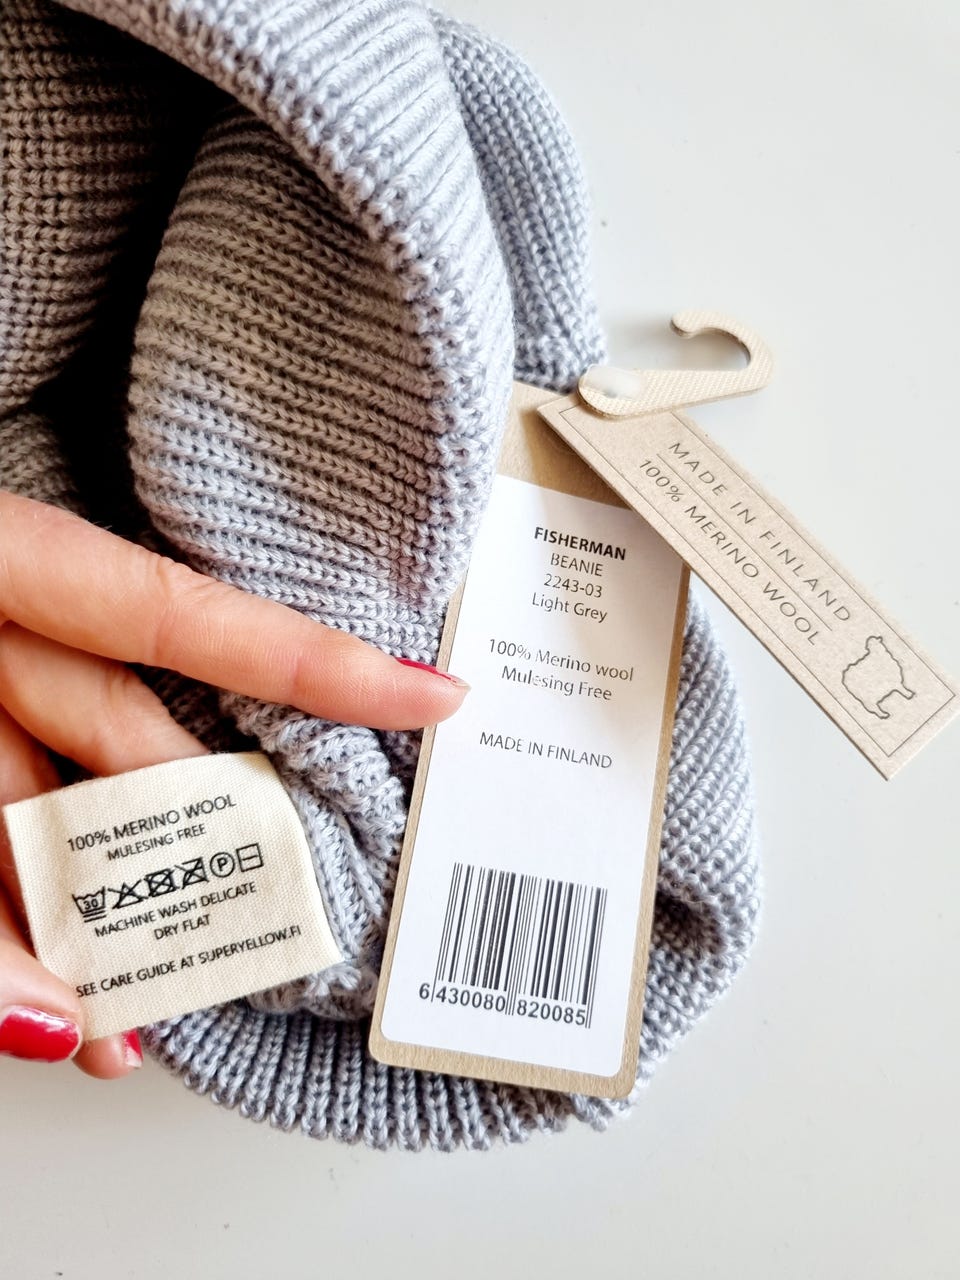 MADE IN FINLAND
100% MERINO WOOL
FISHERMAN
BEANIE
2243-03
Light Grey
100% Merino wool
Mulesing Free
MADE IN FINLAND
6 430080 820085
100% MERINO WOOL
MULESING FREE
30 P
MACHINE WASH DELICATE
DRY FLAT
SEE CARE GUIDE AT SUPERYELLOW.FI